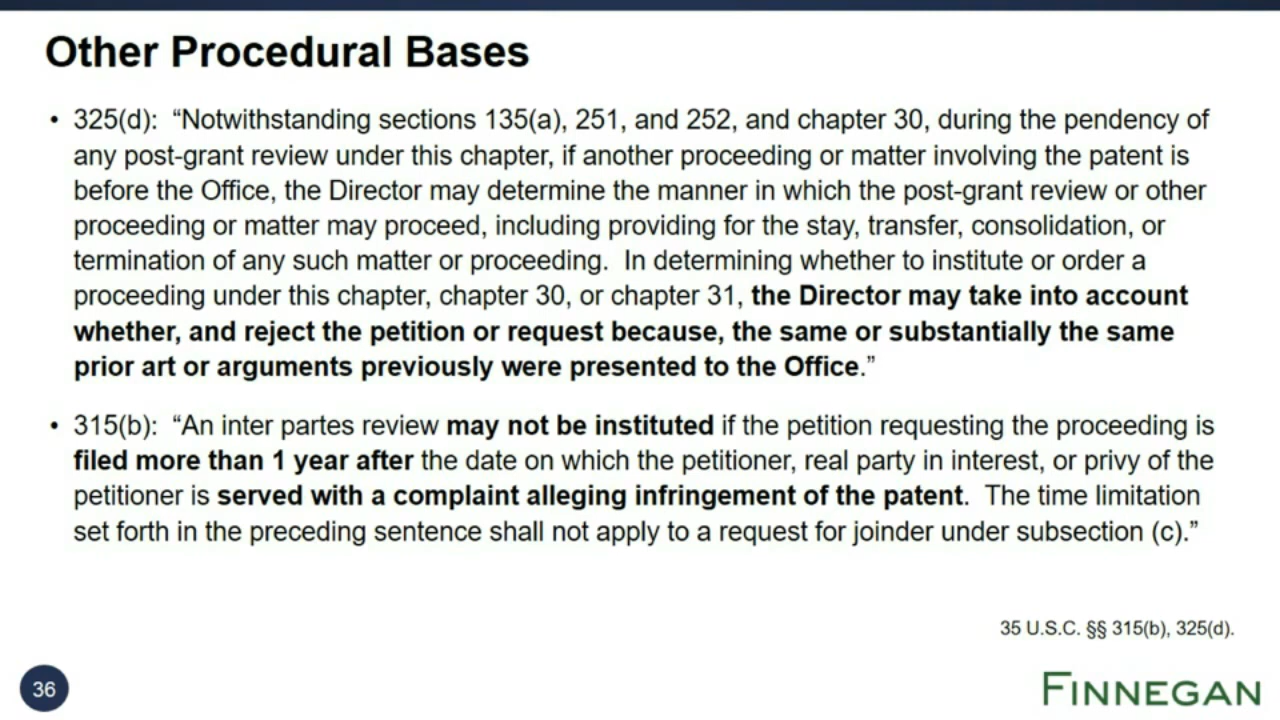 Other Procedural Bases
• 325(d): “Notwithstanding sections 135(a), 251, and 252, and chapter 30, during the pendency of
any post-grant review under this chapter, if another proceeding or matter involving the patent is
before the Office, the Director may determine the manner in which the post-grant review or other
proceeding or matter may proceed, including providing for the stay, transfer, consolidation, or
termination of any such matter or proceeding. In determining whether to institute or order a
proceeding under this chapter, chapter 30, or chapter 31, the Director may take into account
whether, and reject the petition or request because, the same or substantially the same
prior art or arguments previously were presented to the Office.”
• 315(b): “An inter partes review may not be instituted if the petition requesting the proceeding is
filed more than 1 year after the date on which the petitioner, real party in interest, or privy of the
petitioner is served with a complaint alleging infringement of the patent. The time limitation
set forth in the preceding sentence shall not apply to a request for joinder under subsection (c).”
35 U.S.C. §§ 315(b), 325(d).
36
FINNEGAN